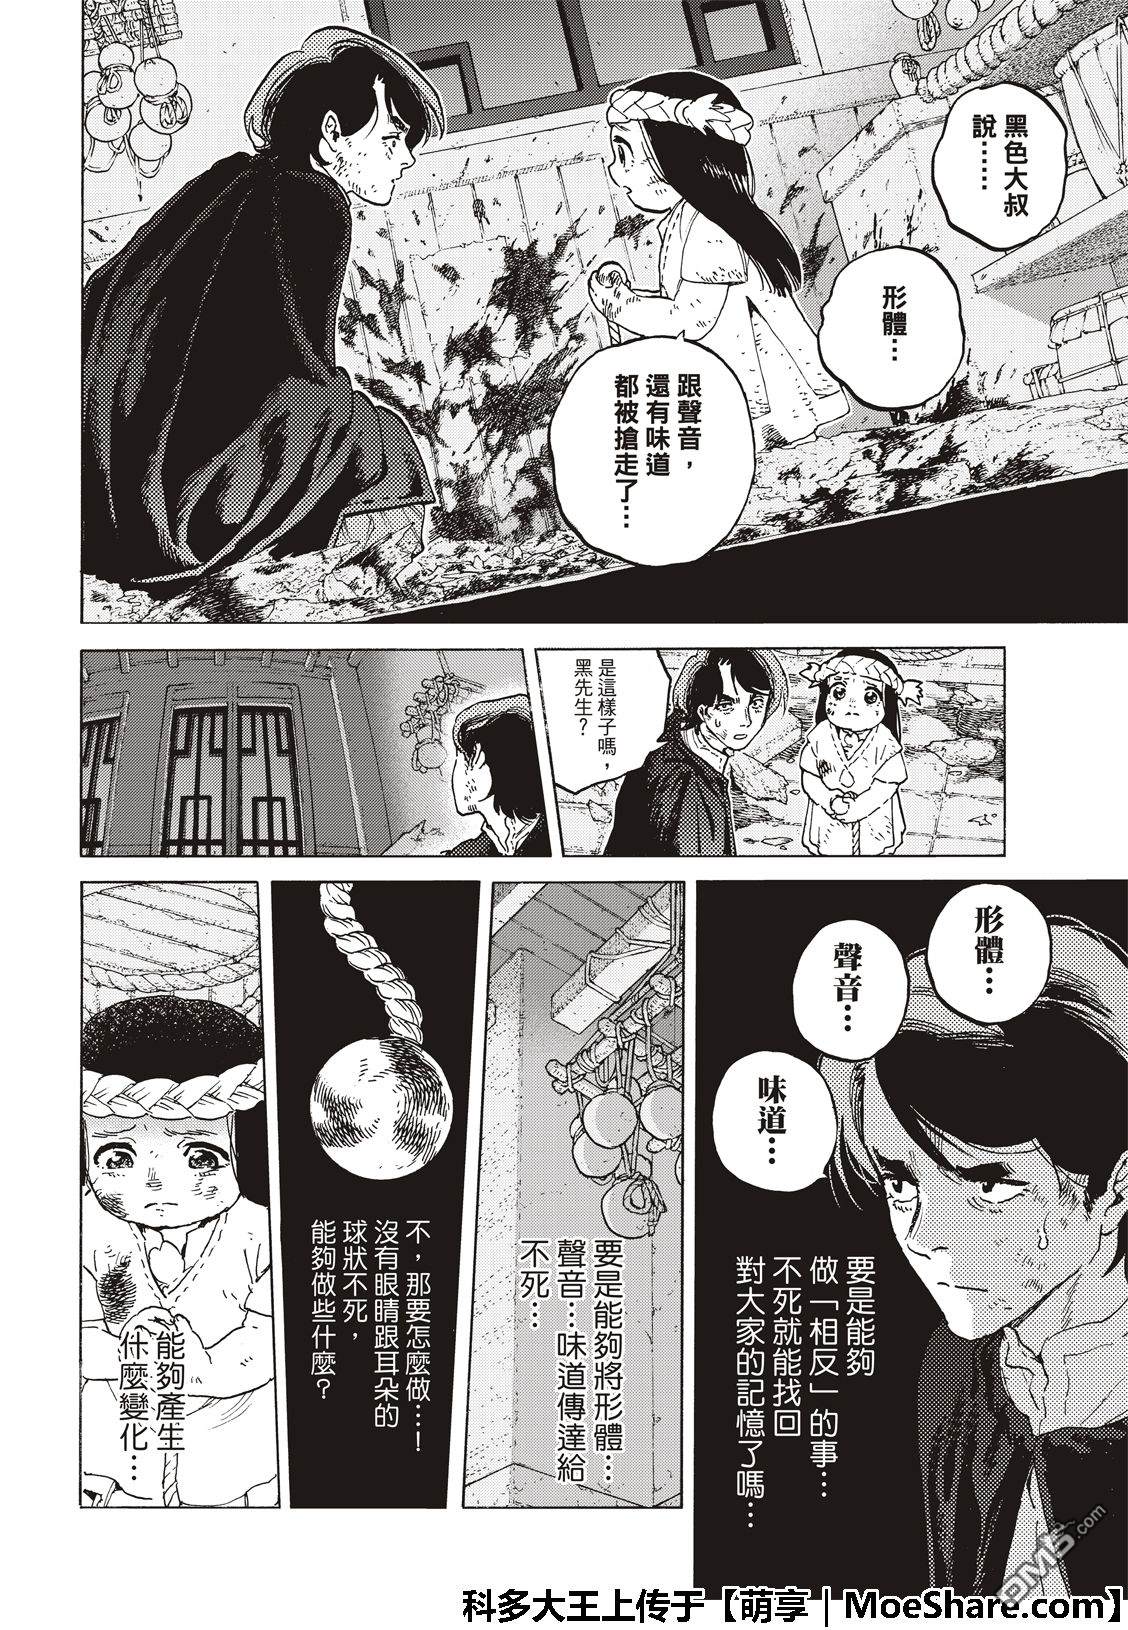 黑色大叔
說……
形體…
跟聲音，
還有味道
都被搶走了…
是這樣子嗎，
黑先生？
形體…
聲音…
味道…
要是能夠
做「相反」的事…
不死就能找回
對大家的記憶了嗎…
要是能夠將形體…
聲音…味道傳達給
不死…
不，那要怎麼做…！
沒有眼睛跟耳朵的
球狀不死，
能夠做些什麼？
能夠產生
什麼變化…
DM5.com
科多大王上传于【萌享｜MoeShare.com】